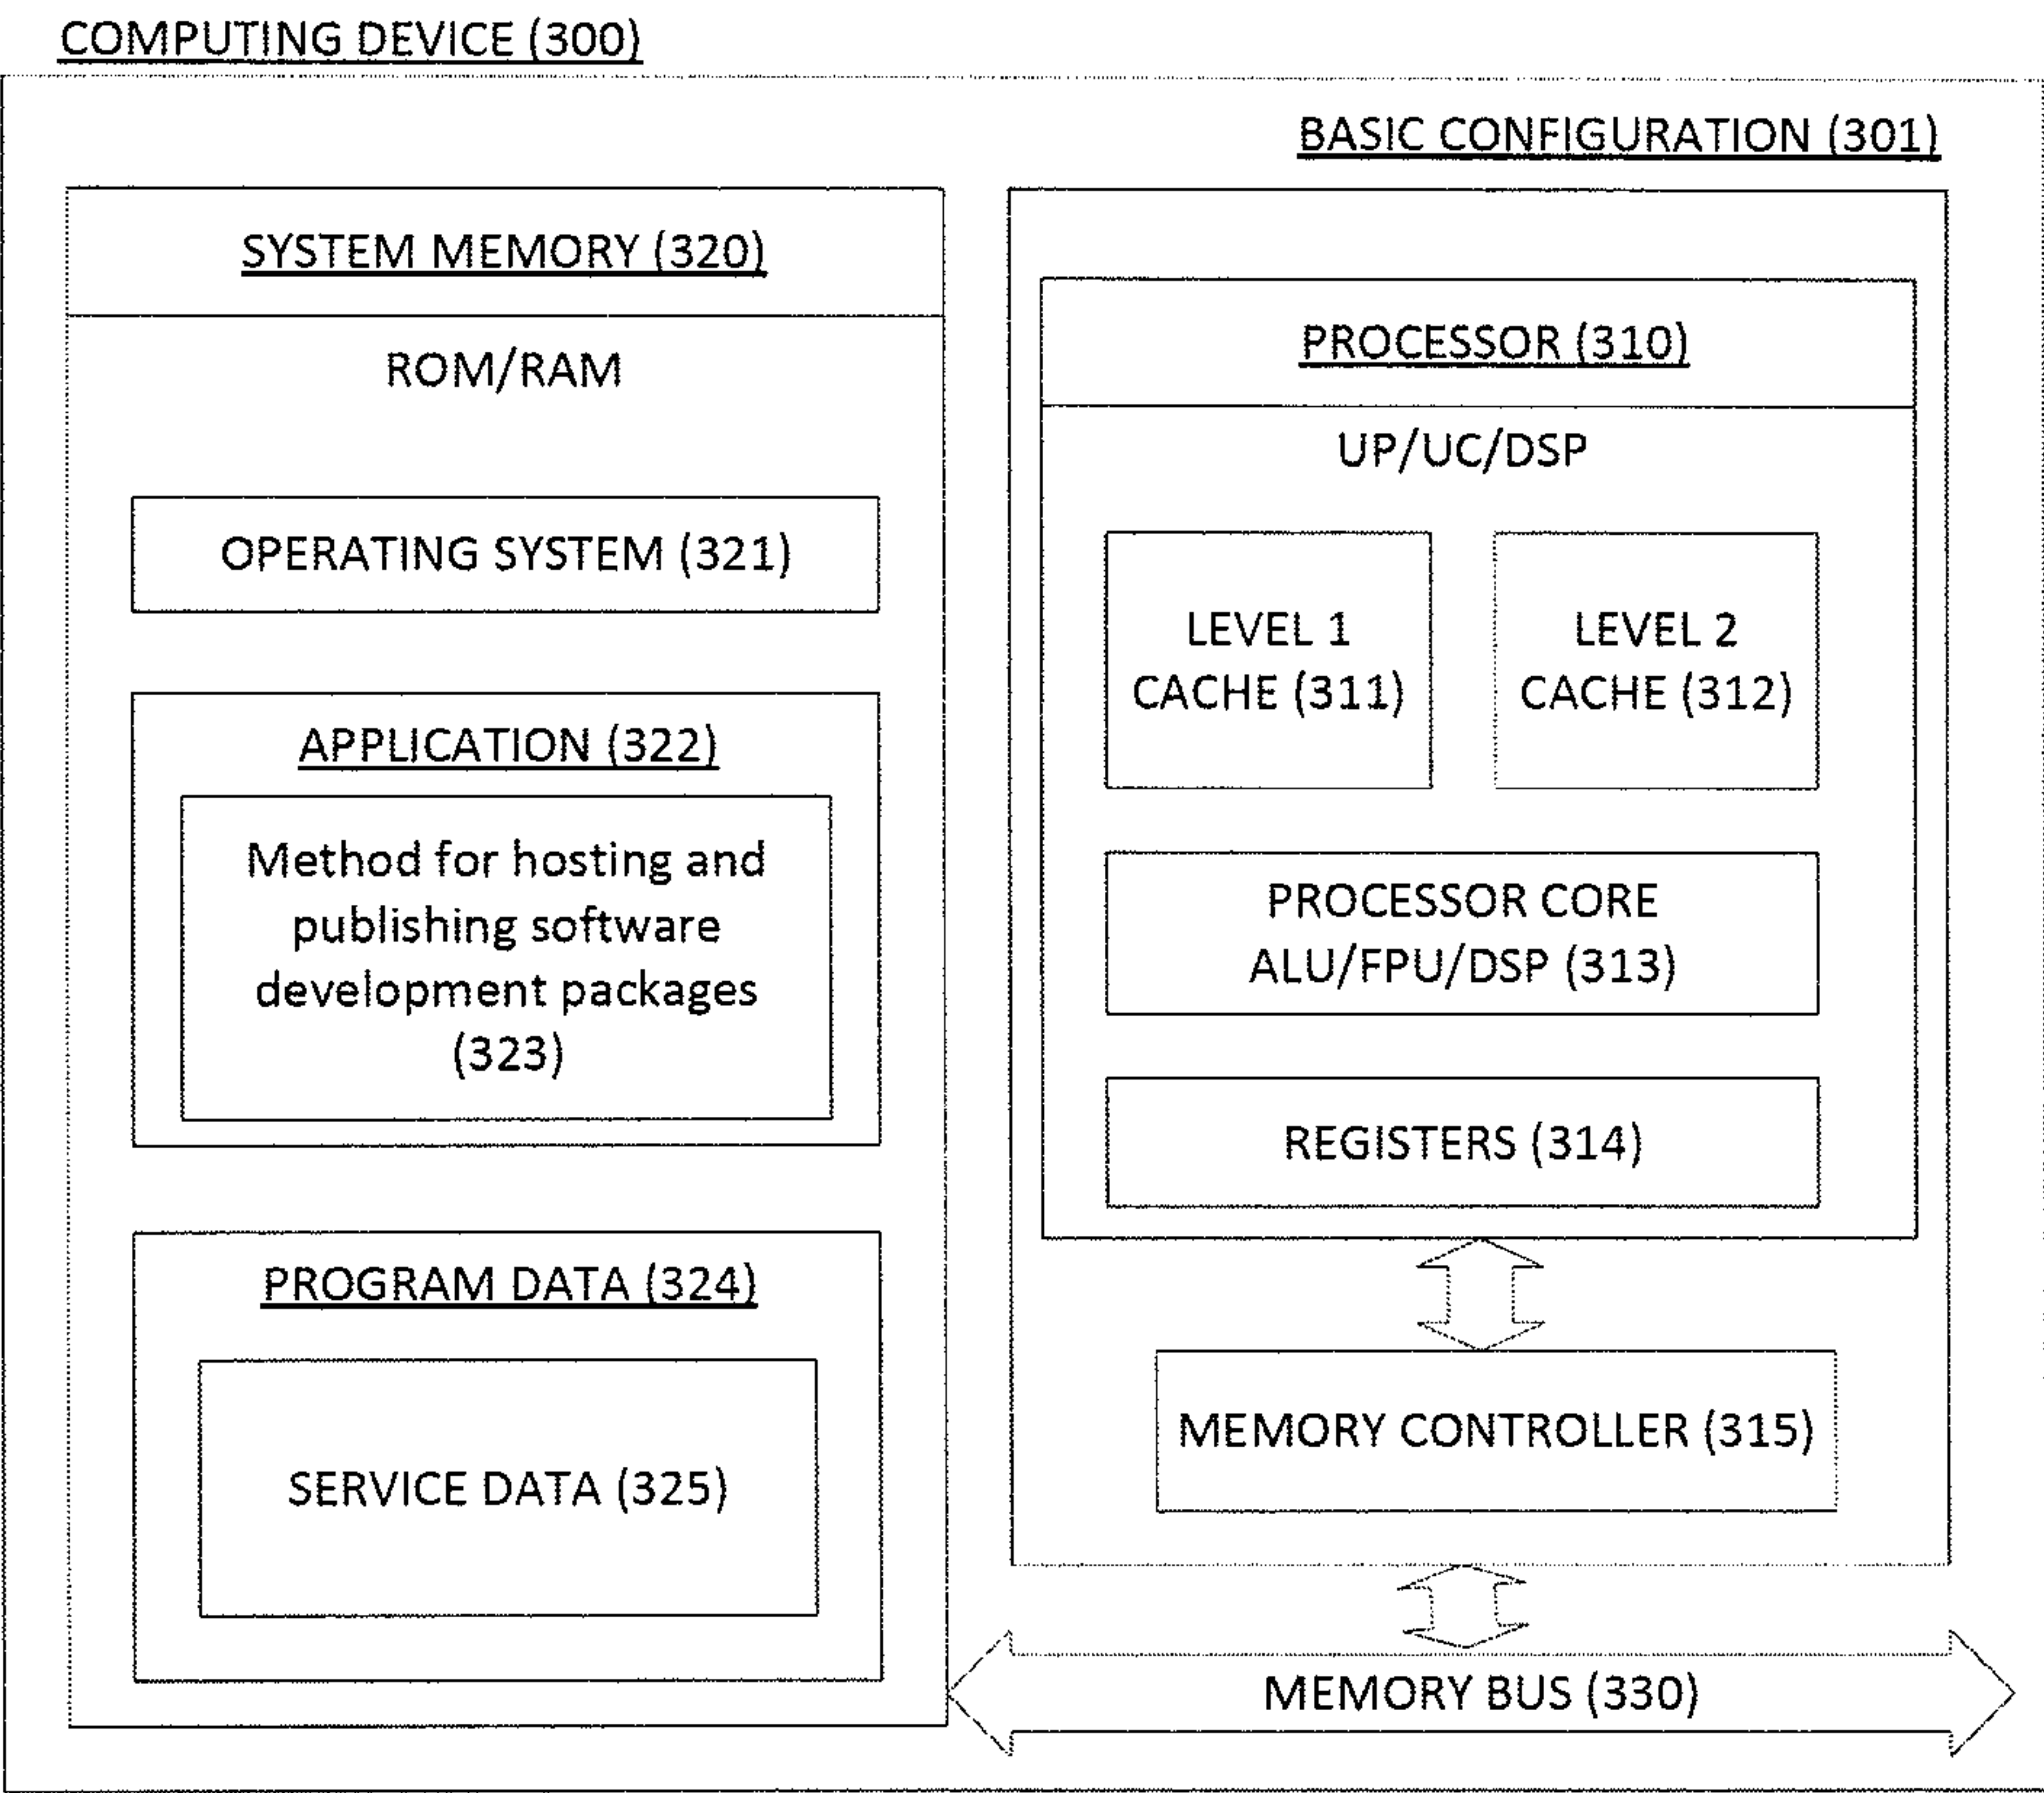 COMPUTING DEVICE (300)
BASIC CONFIGURATION (301)
SYSTEM MEMORY (320)
ROM/RAM
OPERATING SYSTEM (321)
APPLICATION (322)
Method for hosting and
publishing software
development packages
(323)
PROGRAM DATA (324)
SERVICE DATA (325)
PROCESSOR (310)
UP/UC/DSP
LEVEL 1
CACHE (311)
LEVEL 2
CACHE (312)
PROCESSOR CORE
ALU/FPU/DSP (313)
REGISTERS (314)
MEMORY CONTROLLER (315)
MEMORY BUS (330)